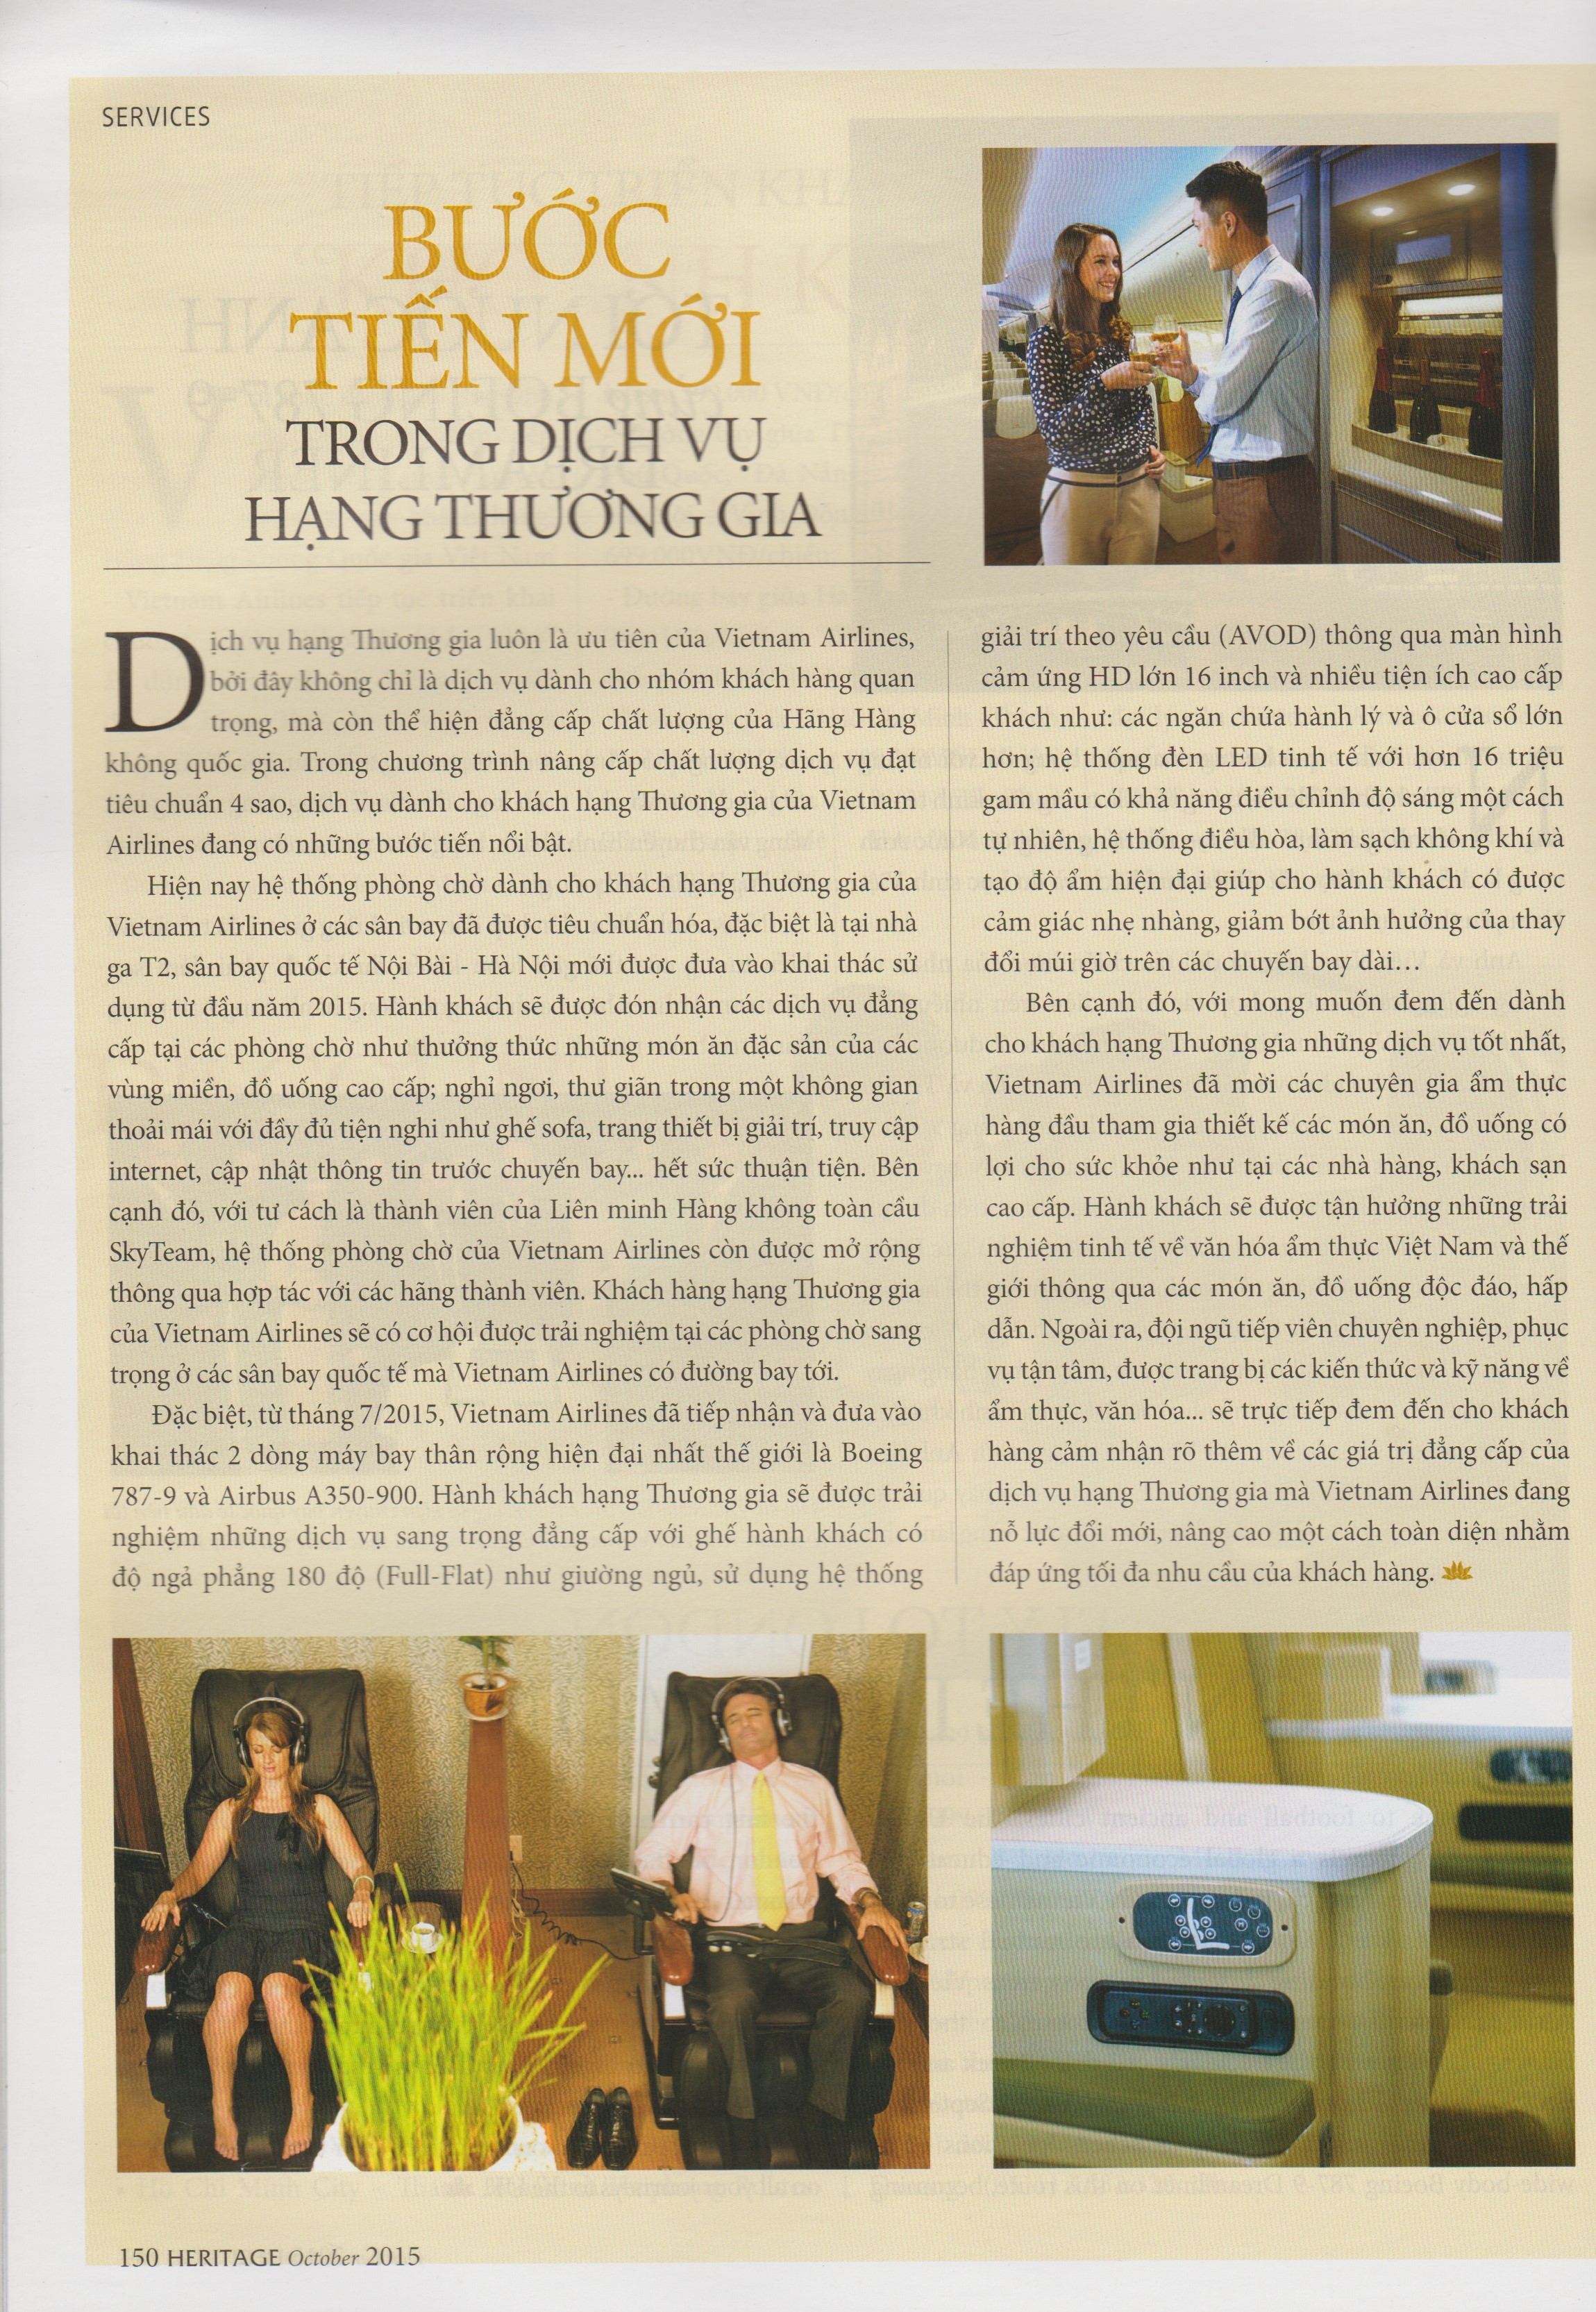 SERVICES
BƯỚC
TIẾN MỚI
TRONG DỊCH VỤ
HẠNG THƯƠNG GIA
Dịch vụ hạng Thương gia luôn là ưu tiên của Vietnam Airlines,
bởi đây không chỉ là dịch vụ dành cho nhóm khách hàng quan
trọng, mà còn thể hiện đẳng cấp chất lượng của Hãng Hàng
không quốc gia. Trong chương trình nâng cấp chất lượng dịch vụ đạt
tiêu chuẩn 4 sao, dịch vụ dành cho khách hạng Thương gia của Vietnam
Airlines đang có những bước tiến nổi bật.
Hiện nay hệ thống phòng chờ dành cho khách hạng Thương gia của
Vietnam Airlines ở các sân bay đã được tiêu chuẩn hóa, đặc biệt là tại nhà
ga T2, sân bay quốc tế Nội Bài - Hà Nội mới được đưa vào khai thác sử
dụng từ đầu năm 2015. Hành khách sẽ được đón nhận các dịch vụ đẳng
cấp tại các phòng chờ như thưởng thức những món ăn đặc sản của các
vùng miền, đồ uống cao cấp; nghỉ ngơi, thư giãn trong một không gian
thoải mái với đầy đủ tiện nghi như ghế sofa, trang thiết bị giải trí, truy cập
internet, cập nhật thông tin trước chuyến bay... hết sức thuận tiện. Bên
cạnh đó, với tư cách là thành viên của Liên minh Hàng không toàn cầu
SkyTeam, hệ thống phòng chờ của Vietnam Airlines còn được mở rộng
thông qua hợp tác với các hãng thành viên. Khách hàng hạng Thương gia
của Vietnam Airlines sẽ có cơ hội được trải nghiệm tại các phòng chờ sang
trọng ở các sân bay quốc tế mà Vietnam Airlines có đường bay tới.
Đặc biệt, từ tháng 7/2015, Vietnam Airlines đã tiếp nhận và đưa vào
khai thác 2 dòng máy bay thân rộng hiện đại nhất thế giới là Boeing
787-9 và Airbus A350-900. Hành khách hạng Thương gia sẽ được trải
nghiệm những dịch vụ sang trọng đẳng cấp với ghế hành khách có
độ ngả phẳng 180 độ (Full-Flat) như giường ngủ, sử dụng hệ thống
giải trí theo yêu cầu (AVOD) thông qua màn hình
cảm ứng HD lớn 16 inch và nhiều tiện ích cao cấp
khách như: các ngăn chứa hành lý và ô cửa sổ lớn
hơn; hệ thống đèn LED tinh tế với hơn 16 triệu
gam mầu có khả năng điều chỉnh độ sáng một cách
tự nhiên, hệ thống điều hòa, làm sạch không khí và
tạo độ ẩm hiện đại giúp cho hành khách có được
cảm giác nhẹ nhàng, giảm bớt ảnh hưởng của thay
đổi múi giờ trên các chuyến bay dài…
Bên cạnh đó, với mong muốn đem đến dành
cho khách hạng Thương gia những dịch vụ tốt nhất,
Vietnam Airlines đã mời các chuyên gia ẩm thực
hàng đầu tham gia thiết kế các món ăn, đồ uống có
lợi cho sức khỏe như tại các nhà hàng, khách sạn
cao cấp. Hành khách sẽ được tận hưởng những trải
nghiệm tinh tế về văn hóa ẩm thực Việt Nam và thế
giới thông qua các món ăn, đồ uống độc đáo, hấp
dẫn. Ngoài ra, đội ngũ tiếp viên chuyên nghiệp, phục
vụ tận tâm, được trang bị các kiến thức và kỹ năng về
ẩm thực, văn hóa... sẽ trực tiếp đem đến cho khách
hàng cảm nhận rõ thêm về các giá trị đẳng cấp của
dịch vụ hạng Thương gia mà Vietnam Airlines đang
nỗ lực đổi mới, nâng cao một cách toàn diện nhằm
đáp ứng tối đa nhu cầu của khách hàng.
150 HERITAGE October 2015